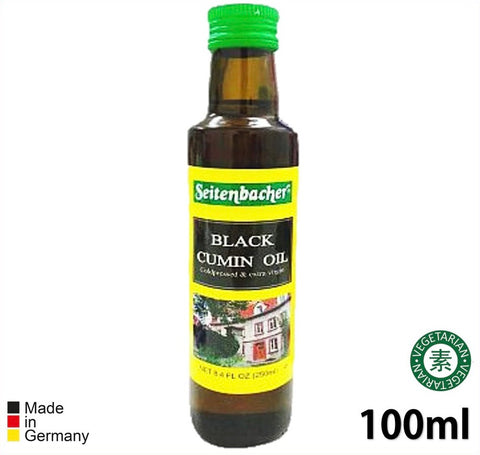 Seitenbacher®
BLACK
CUMIN OIL
Coldpressed & extra virgin
NET 8.4 FL OZ (250ml)
VEGETARIAN
素
VEGETARIAN
Made
in
Germany
100ml